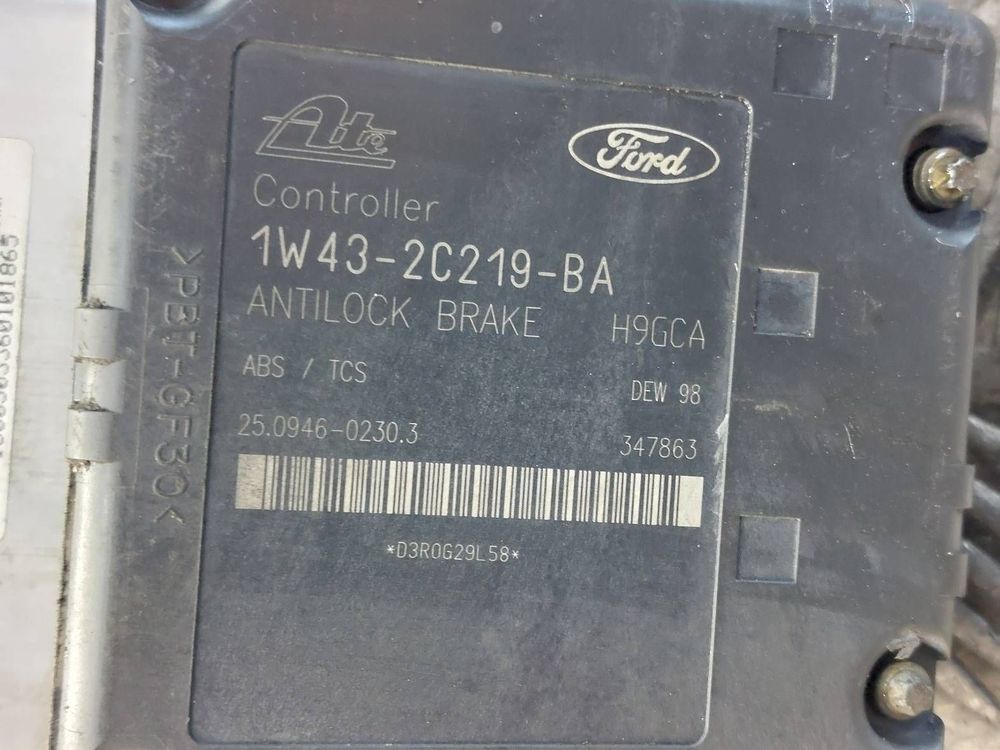 Ate
Ford
Controller
1W43-2C219-BA
ANTILOCK BRAKE H9GCA
ABS / TCS DEW 98
25.0946-0230.3 347863
*D3R0G29L58*
>PBT-GF30<